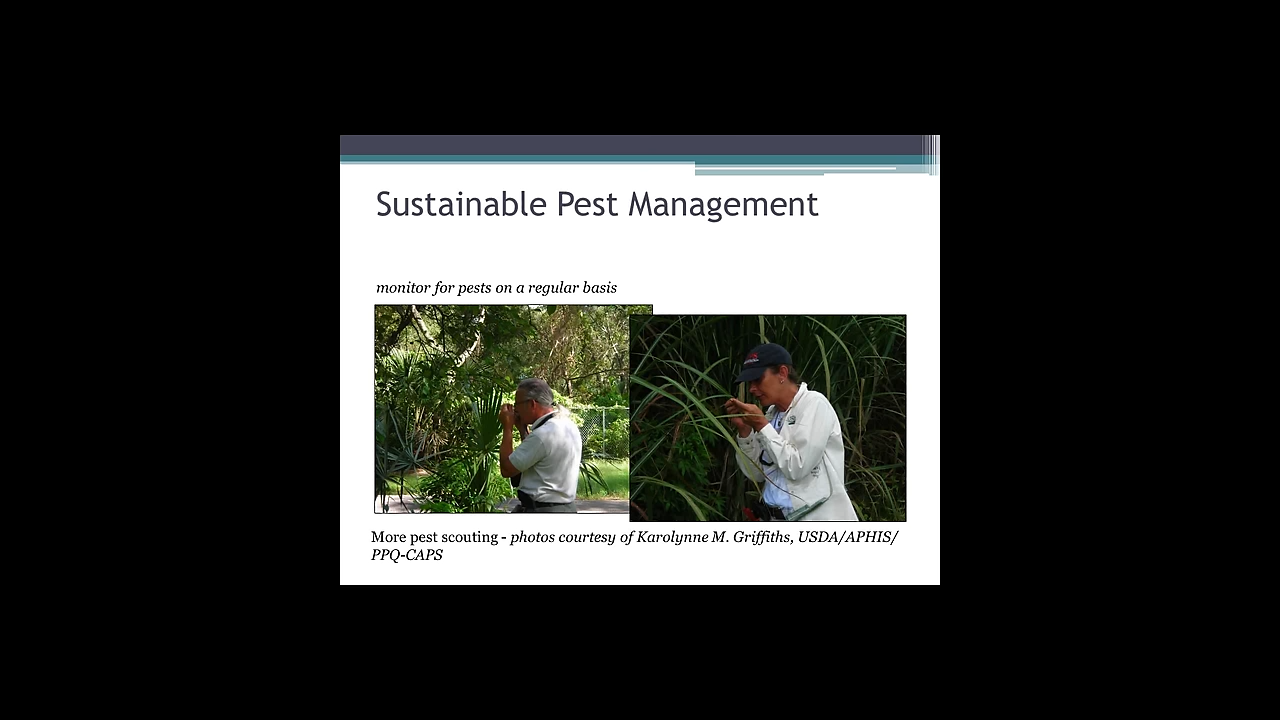 Sustainable Pest Management
monitor for pests on a regular basis
More pest scouting - photos courtesy of Karolynne M. Griffiths, USDA/APHIS/
PPQ-CAPS